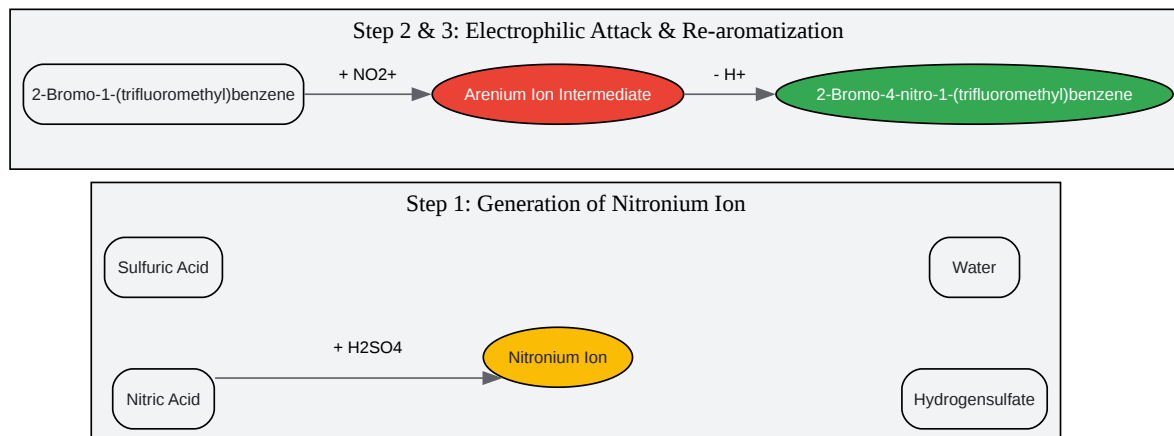 Step 2 & 3: Electrophilic Attack & Re-aromatization
2-Bromo-1-(trifluoromethyl)benzene
+ NO2+
Arenium Ion Intermediate
- H+
2-Bromo-4-nitro-1-(trifluoromethyl)benzene
Step 1: Generation of Nitronium Ion
Sulfuric Acid
Water
+ H2SO4
Nitronium Ion
Nitric Acid
Hydrogensulfate